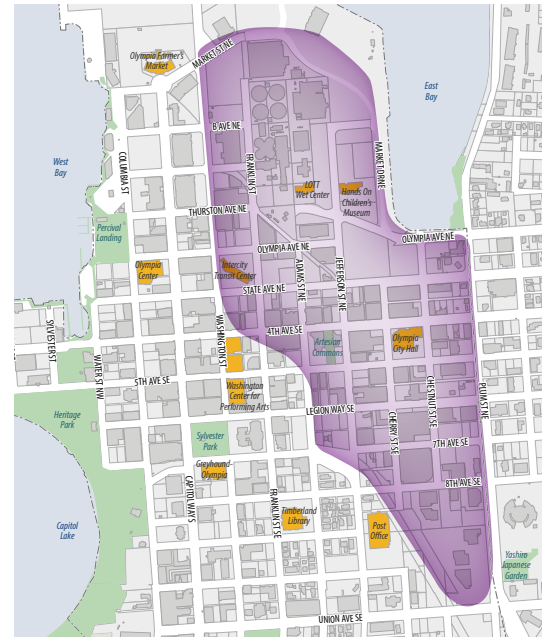 Olympia Farmer's
Market
MARKET ST NE
East
Bay
B AVE NE
West
Bay
COLUMBIA ST
FRANKLIN ST
MARKET DR NE
LOTT
Wet Center
Hands On
Children's
Museum
THURSTON AVE NE
Percival
Landing
OLYMPIA AVE NE
OLYMPIA AVE NE
Olympia
Center
Intercity
Transit Center
ADAMS ST NE
JEFFERSON ST NE
STATE AVE NE
SYLVESTER ST
WASHINGTON ST
4TH AVE SE
Artesian
Commons
Olympia
City Hall
WATER ST NW
5TH AVE SE
Washington
Center for
Performing Arts
CHESTNUT ST SE
PLUM ST NE
Heritage
Park
LEGION WAY SE
CHERRY ST SE
Sylvester
Park
7TH AVE SE
Greyhound-
Olympia
CAPITOL WAY S
FRANKLIN ST SE
8TH AVE SE
Timberland
Library
Capitol
Lake
Post
Office
Yashiro
Japanese
Garden
UNION AVE SE